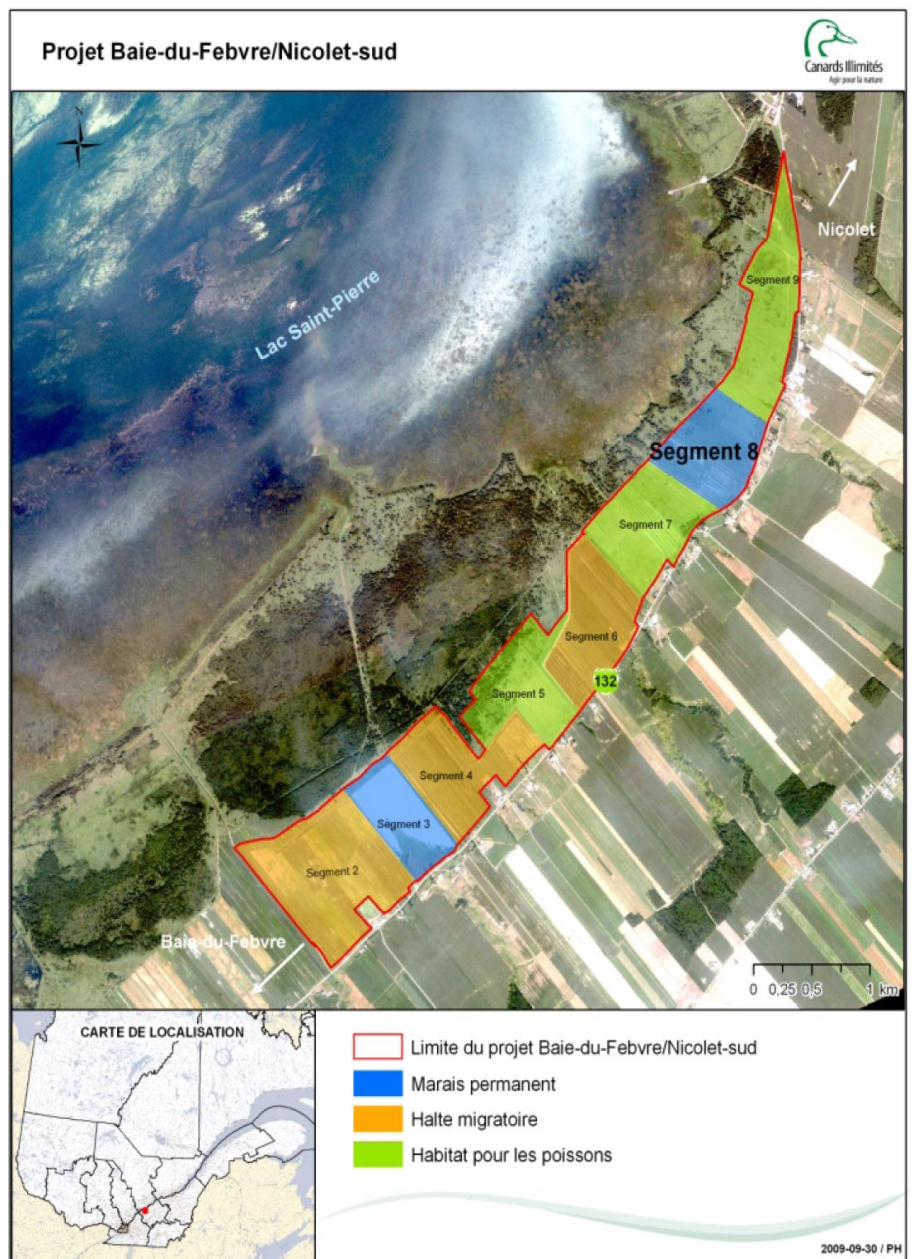 Projet Baie-du-Febvre/Nicolet-sud
Canards Illimités
Agir pour la nature
N
Nicolet
Lac Saint-Pierre
Segment 9
Segment 8
Segment 7
Segment 6
132
Segment 5
Segment 4
Segment 3
Segment 2
Baie-du-Febvre
0 0,25 0,5 1 km
CARTE DE LOCALISATION
Limite du projet Baie-du-Febvre/Nicolet-sud
Marais permanent
Halte migratoire
Habitat pour les poissons
2009-09-30 / PH